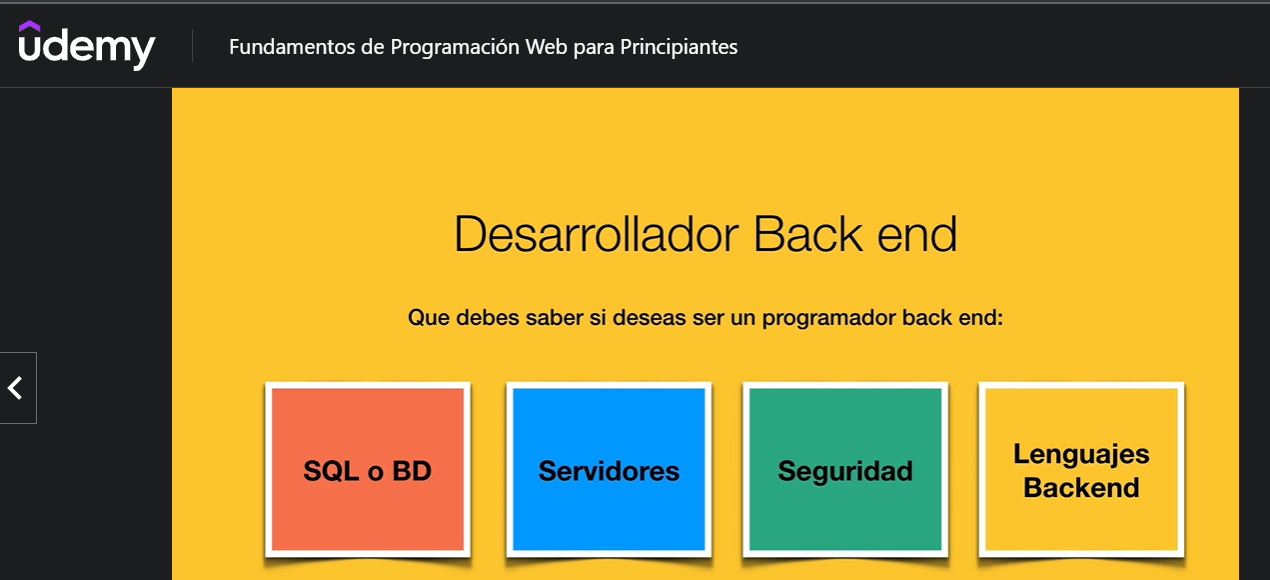 udemy
Fundamentos de Programación Web para Principiantes
Desarrollador Back end
Que debes saber si deseas ser un programador back end:
SQL o BD
Servidores
Seguridad
Lenguajes
Backend